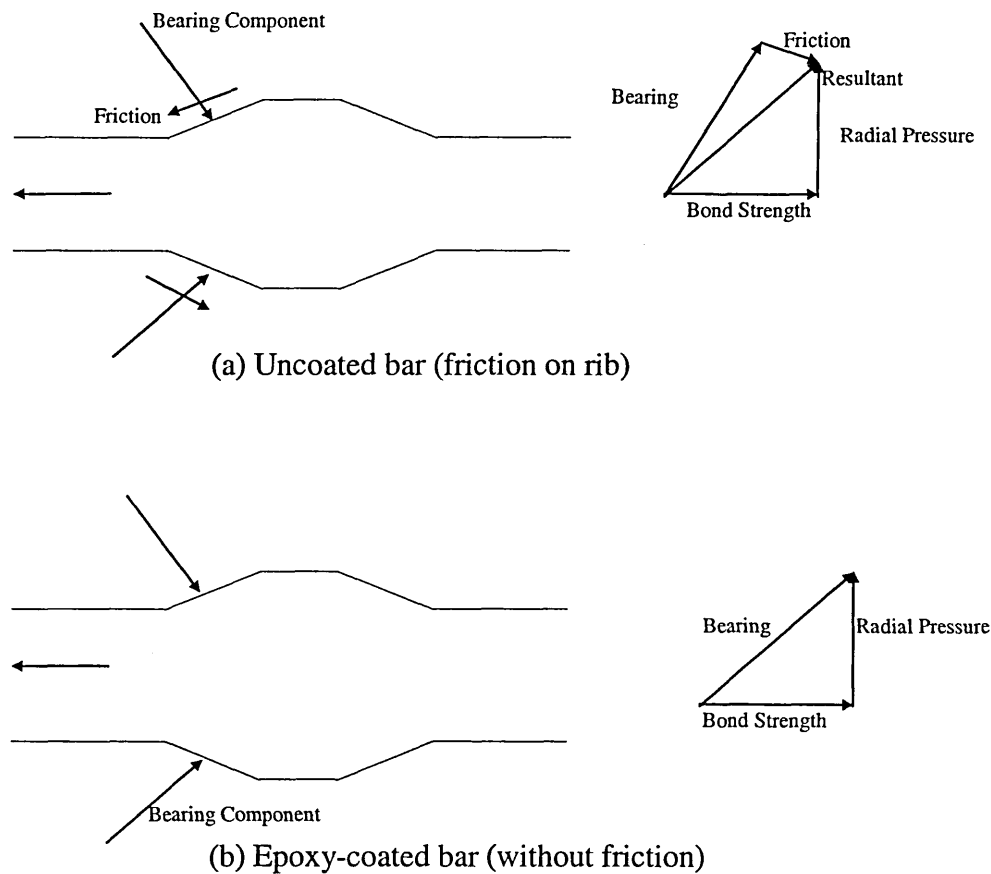 Bearing Component
Friction
Friction
Resultant
Bearing
Radial Pressure
Bond Strength
(a) Uncoated bar (friction on rib)
Bearing
Radial Pressure
Bond Strength
Bearing Component
(b) Epoxy-coated bar (without friction)